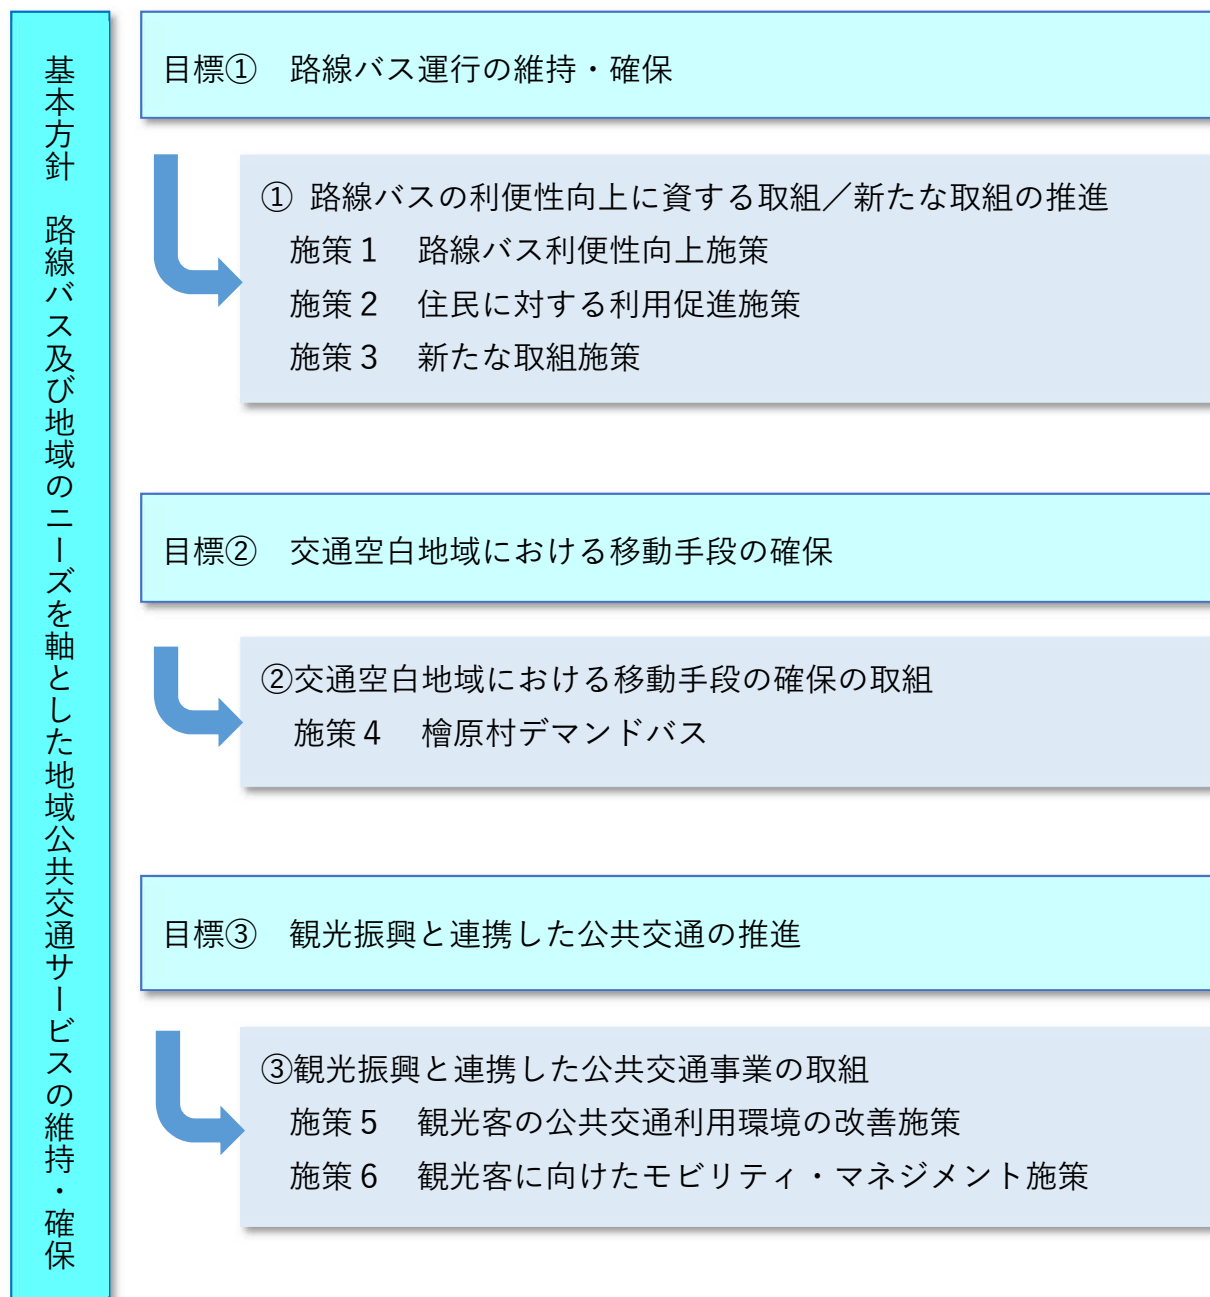 基本方針　路線バス及び地域のニーズを軸とした地域公共交通サービスの維持・確保
目標①　路線バス運行の維持・確保
① 路線バスの利便性向上に資する取組／新たな取組の推進
施策１　路線バス利便性向上施策
施策２　住民に対する利用促進施策
施策３　新たな取組施策
目標②　交通空白地域における移動手段の確保
②交通空白地域における移動手段の確保の取組
施策４　檜原村デマンドバス
目標③　観光振興と連携した公共交通の推進
③観光振興と連携した公共交通事業の取組
施策５　観光客の公共交通利用環境の改善施策
施策６　観光客に向けたモビリティ・マネジメント施策